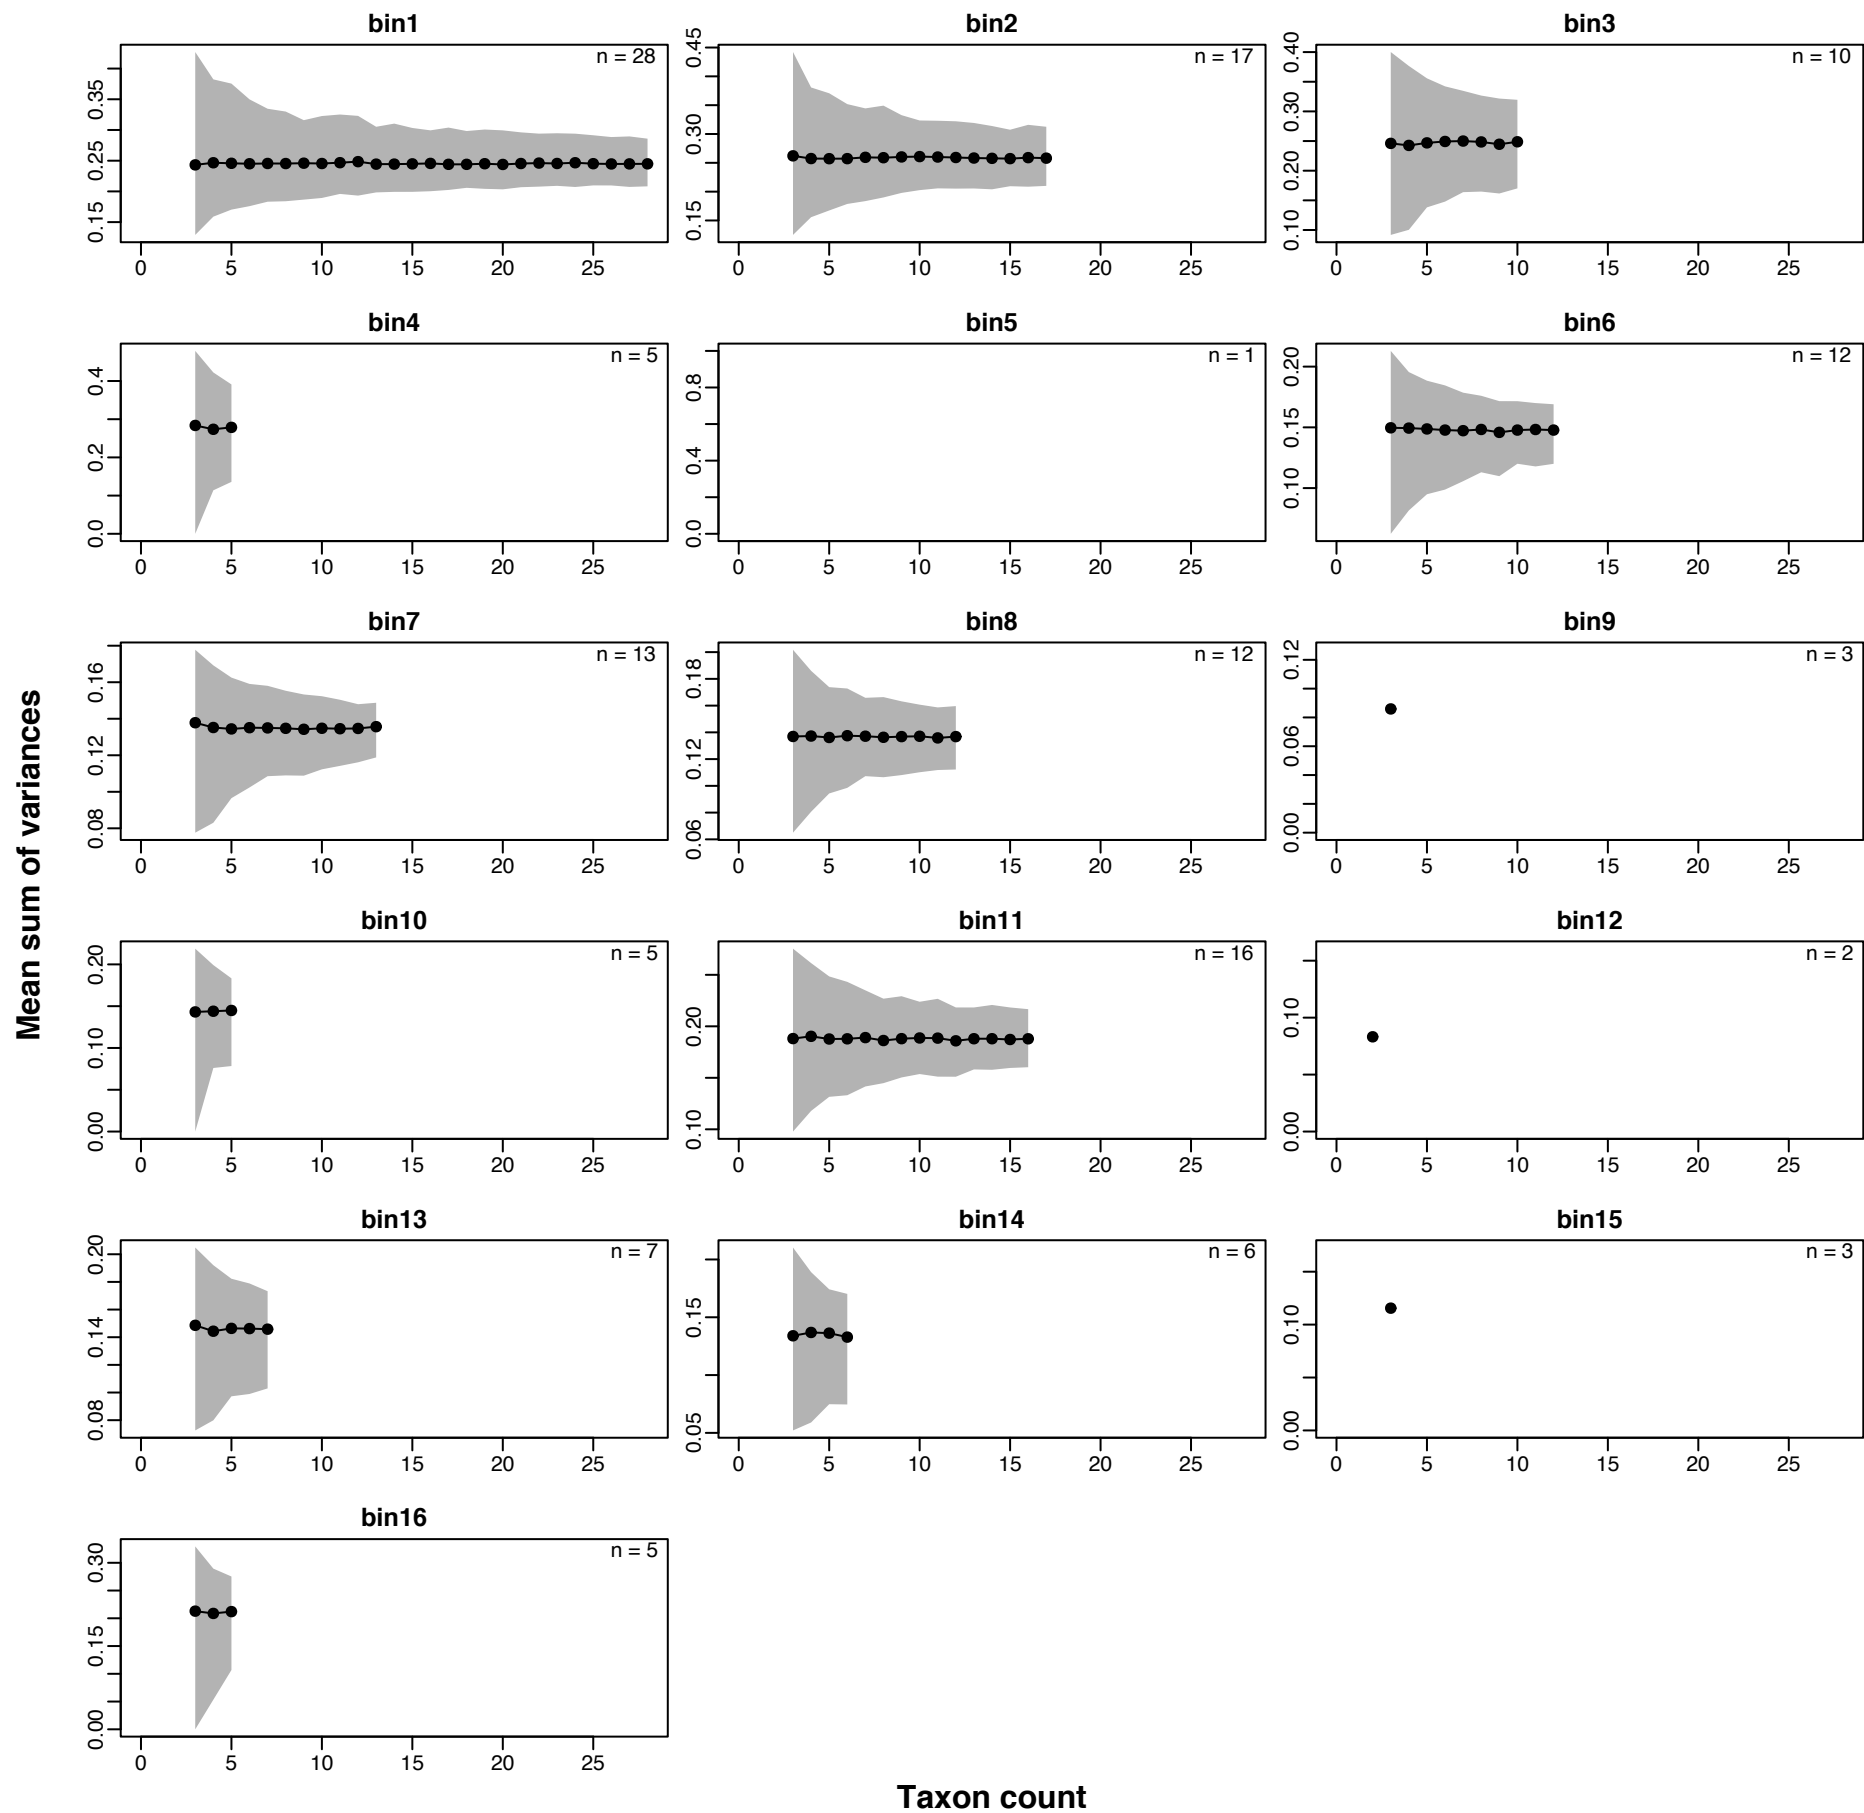 bin1
n = 28
0.15 0.25 0.35
0 5 10 15 20 25
bin2
n = 17
0.15 0.30 0.45
0 5 10 15 20 25
bin3
n = 10
0.10 0.20 0.30 0.40
0 5 10 15 20 25
bin4
n = 5
0.0 0.2 0.4
0 5 10 15 20 25
bin5
n = 1
0.0 0.4 0.8
0 5 10 15 20 25
bin6
n = 12
0.10 0.15 0.20
0 5 10 15 20 25
bin7
n = 13
0.08 0.12 0.16
0 5 10 15 20 25
bin8
n = 12
0.06 0.12 0.18
0 5 10 15 20 25
bin9
n = 3
0.00 0.06 0.12
0 5 10 15 20 25
bin10
n = 5
0.00 0.10 0.20
0 5 10 15 20 25
bin11
n = 16
0.10 0.20
0 5 10 15 20 25
bin12
n = 2
0.00 0.10
0 5 10 15 20 25
bin13
n = 7
0.08 0.14 0.20
0 5 10 15 20 25
bin14
n = 6
0.05 0.15
0 5 10 15 20 25
bin15
n = 3
0.00 0.10
0 5 10 15 20 25
bin16
n = 5
0.00 0.15 0.30
0 5 10 15 20 25
Mean sum of variances
Taxon count